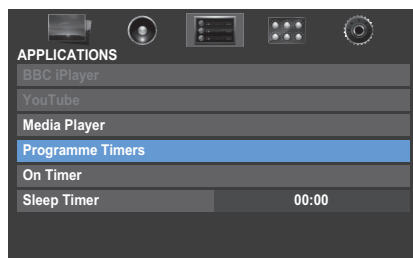 APPLICATIONS
BBC iPlayer
YouTube
Media Player
Programme Timers
On Timer
Sleep Timer 00:00